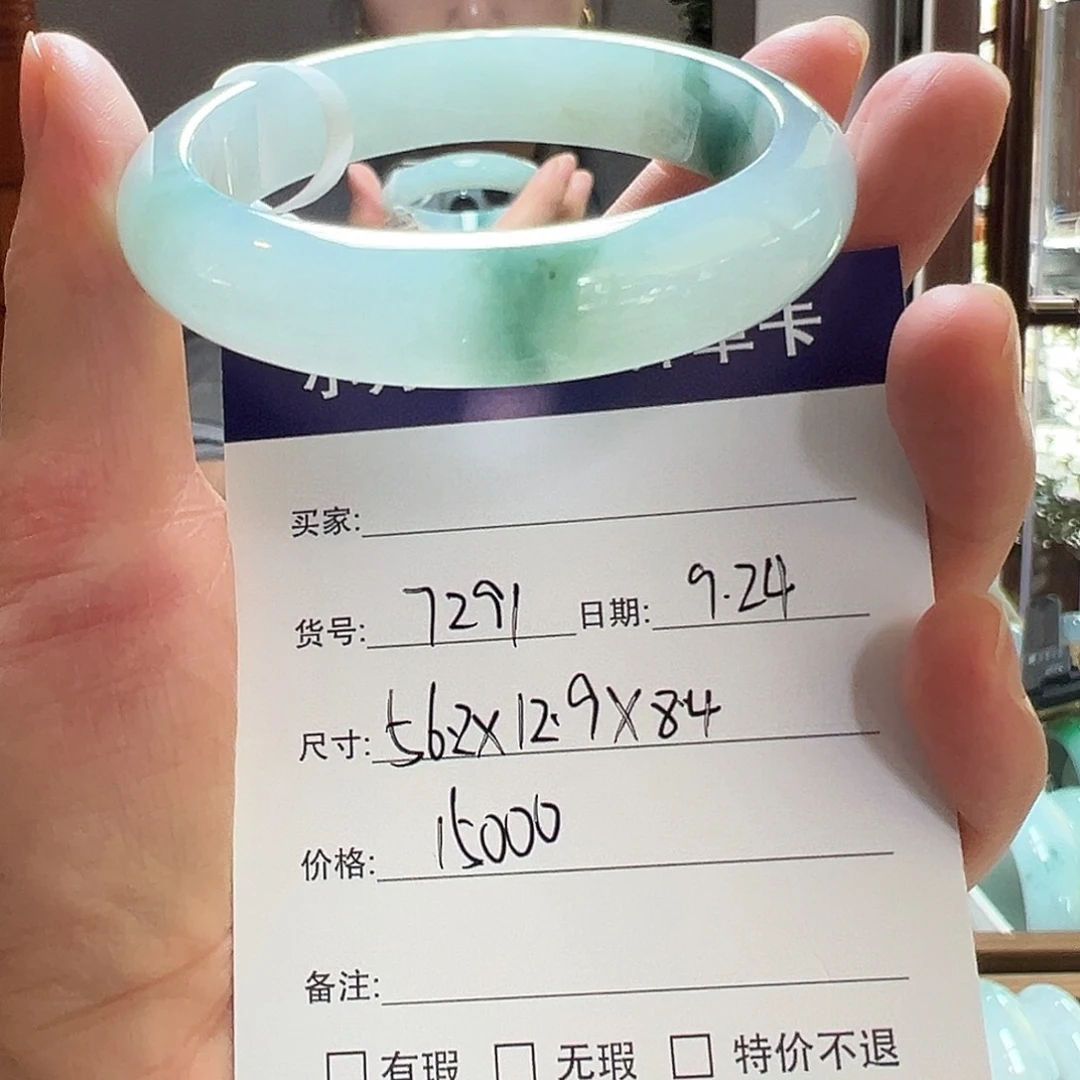 卡
买家:
货号: 7291 日期: 9.24
尺寸: 56.2X12.9X8.4
价格: 15000
备注:
□ 有瑕 □ 无瑕 □ 特价不退